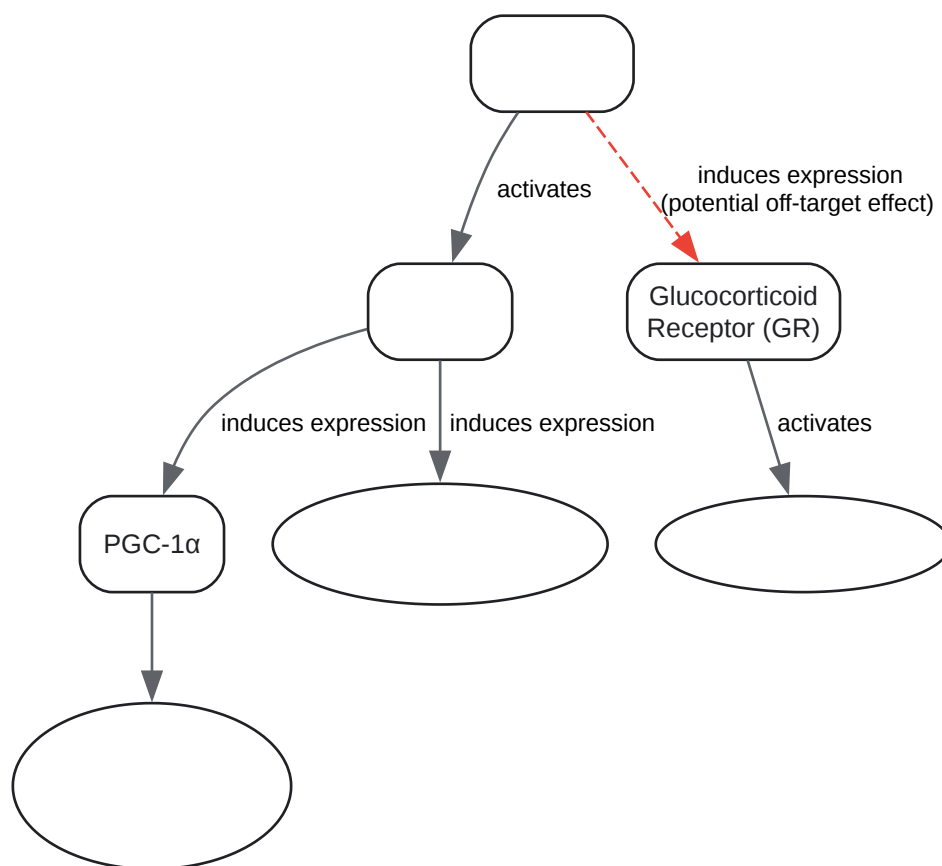 activates
induces expression
(potential off-target effect)
Glucocorticoid
Receptor (GR)
induces expression
induces expression
activates
PGC-1α